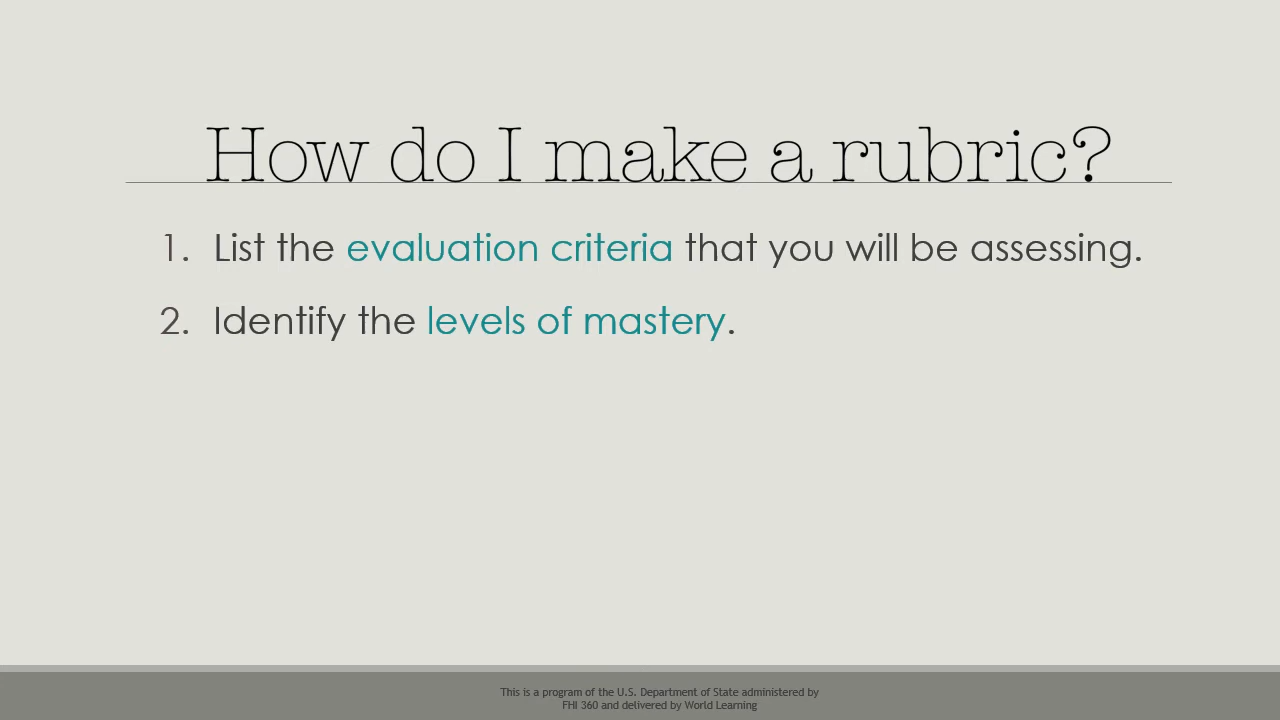 How do I make a rubric?
1. List the evaluation criteria that you will be assessing.
2. Identify the levels of mastery.
This is a program of the U.S. Department of State administered by
FHI 360 and delivered by World Learning